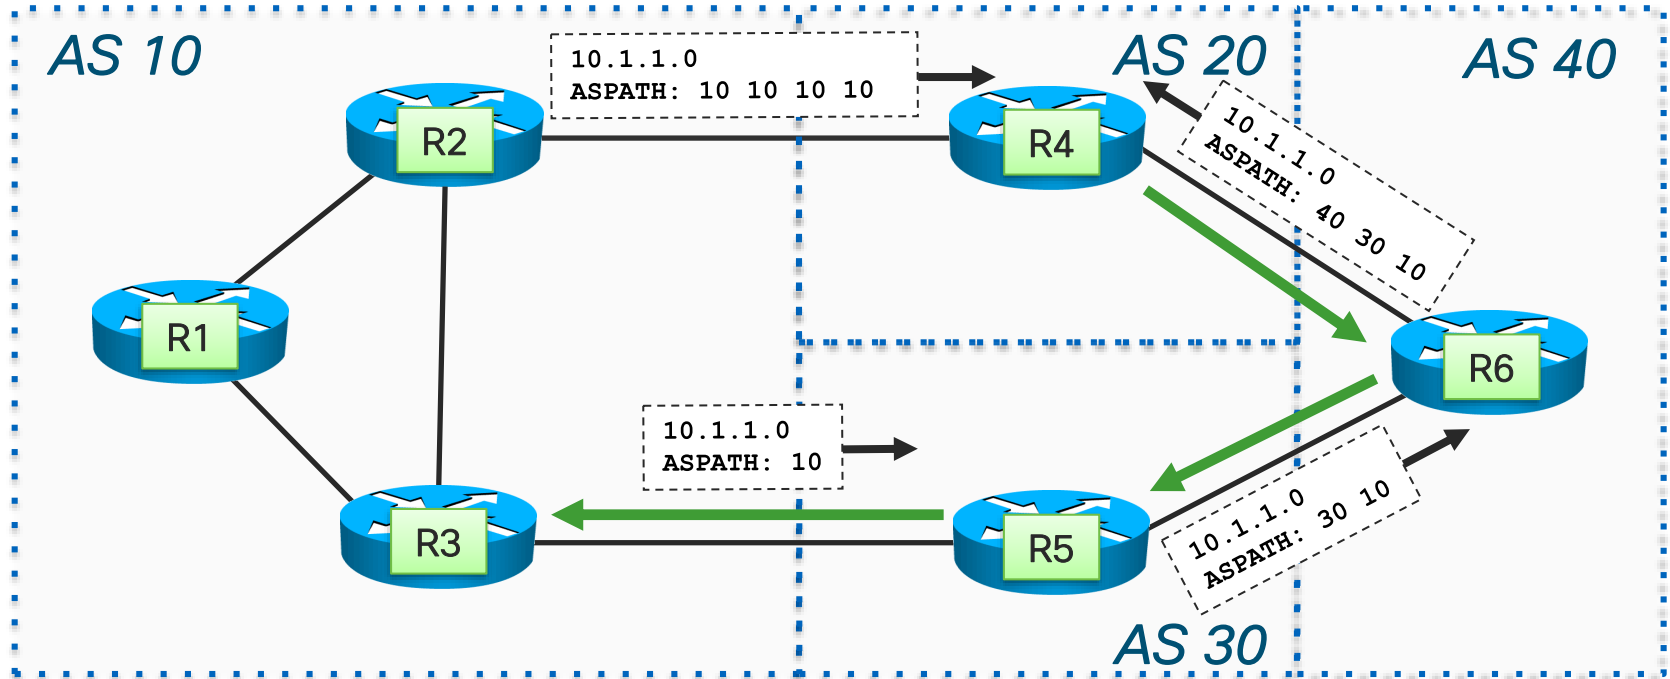 AS 10
10.1.1.0
ASPATH: 10 10 10 10
AS 20
AS 40
R2
R4
10.1.1.0
ASPATH: 40 30 10
R1
R6
10.1.1.0
ASPATH: 10
R3
R5
10.1.1.0
ASPATH: 30 10
AS 30